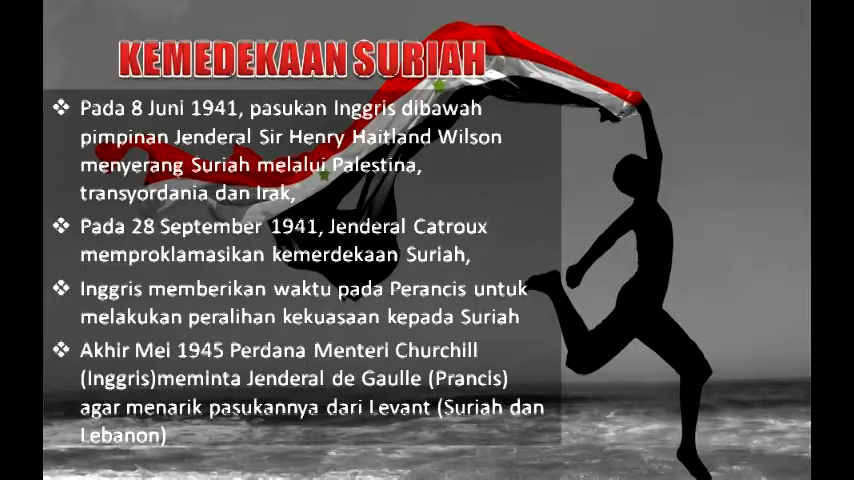 KEMEDEKAAN SURIAH
❖ Pada 8 Juni 1941, pasukan Inggris dibawah
pimpinan Jenderal Sir Henry Haitland Wilson
menyerang Suriah melalui Palestina,
transyordania dan Irak,
❖ Pada 28 September 1941, Jenderal Catroux
memproklamasikan kemerdekaan Suriah,
❖ Inggris memberikan waktu pada Perancis untuk
melakukan peralihan kekuasaan kepada Suriah
❖ Akhir Mei 1945 Perdana Menteri Churchill
(Inggris)meminta Jenderal de Gaulle (Prancis)
agar menarik pasukannya dari Levant (Suriah dan
Lebanon)